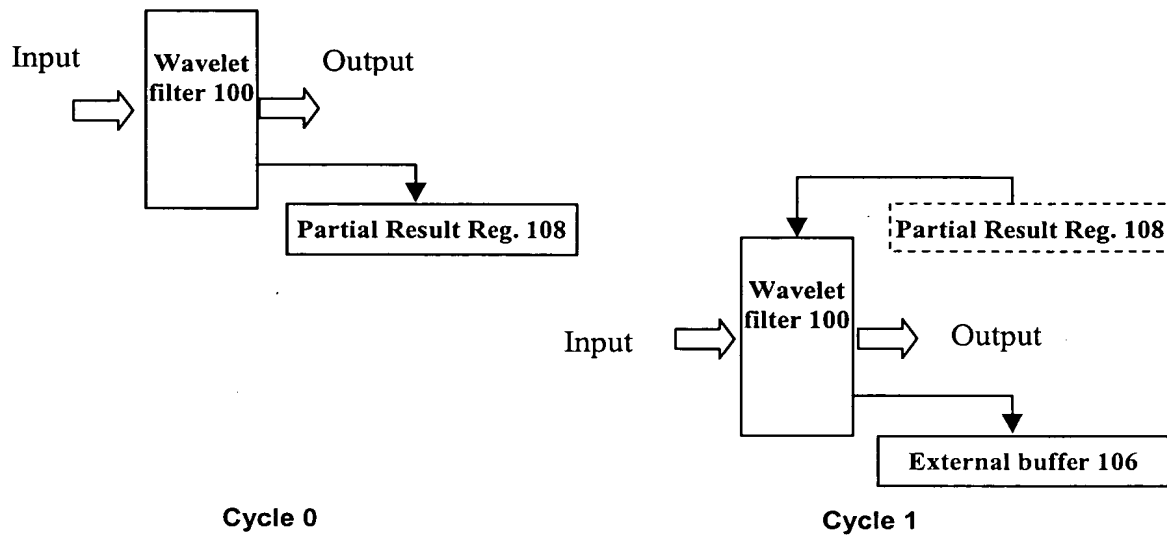 Input
Wavelet
filter 100
Output
Partial Result Reg. 108
Cycle 0
Partial Result Reg. 108
Wavelet
filter 100
Input
Output
External buffer 106
Cycle 1